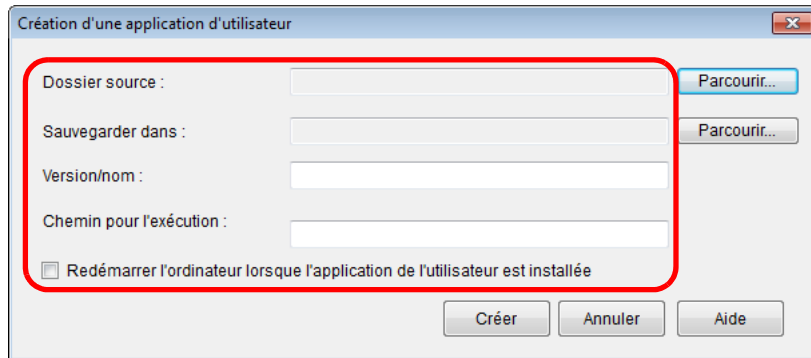 Création d'une application d'utilisateur
Dossier source :
Parcourir...
Sauvegarder dans :
Parcourir...
Version/nom :
Chemin pour l'exécution :
Redémarrer l'ordinateur lorsque l'application de l'utilisateur est installée
Créer
Annuler
Aide